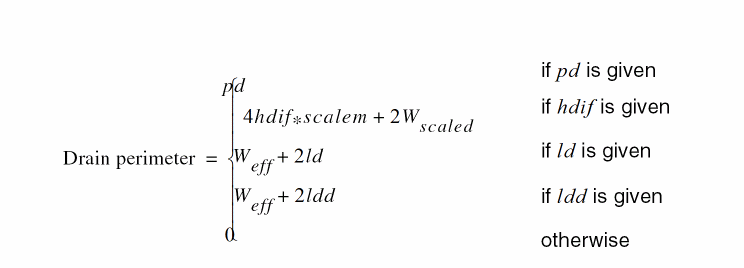 pd if pd is given
4hdif*scalem + 2W_scaled if hdif is given
Drain perimeter = { W_eff + 2ld if ld is given
W_eff + 2ldd if ldd is given
0 otherwise